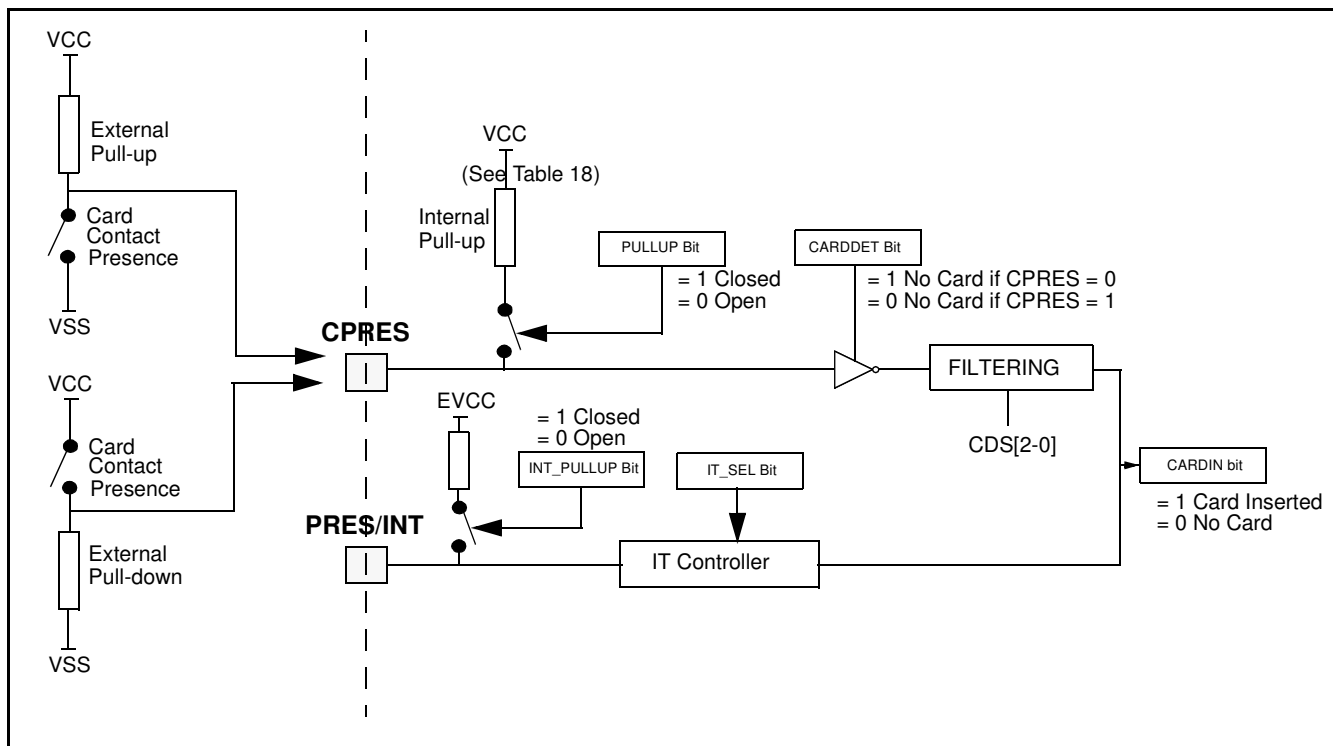 VCC
External
Pull-up
Card
Contact
Presence
VSS
VCC
Card
Contact
Presence
External
Pull-down
VSS
CPRES
VCC
(See Table 18)
Internal
Pull-up
PULLUP Bit
= 1 Closed
= 0 Open
CARDDET Bit
= 1 No Card if CPRES = 0
= 0 No Card if CPRES = 1
FILTERING
CDS[2-0]
EVCC
= 1 Closed
= 0 Open
INT_PULLUP Bit
IT_SEL Bit
PRES/INT
IT Controller
CARDIN bit
= 1 Card Inserted
= 0 No Card